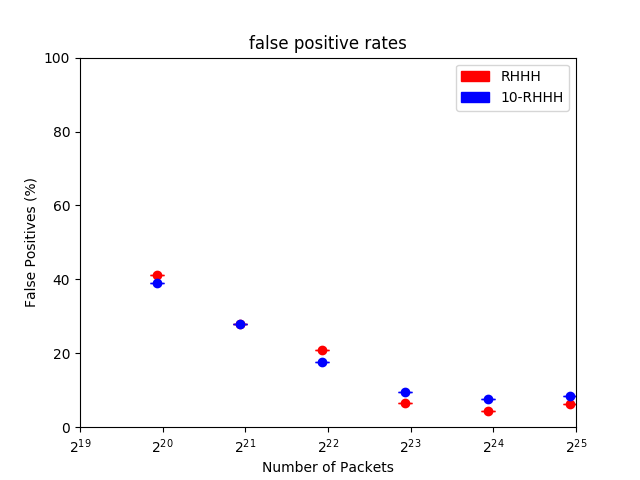 false positive rates
RHHH
10-RHHH
False Positives (%)
100
80
60
40
20
0
2^19 2^20 2^21 2^22 2^23 2^24 2^25
Number of Packets